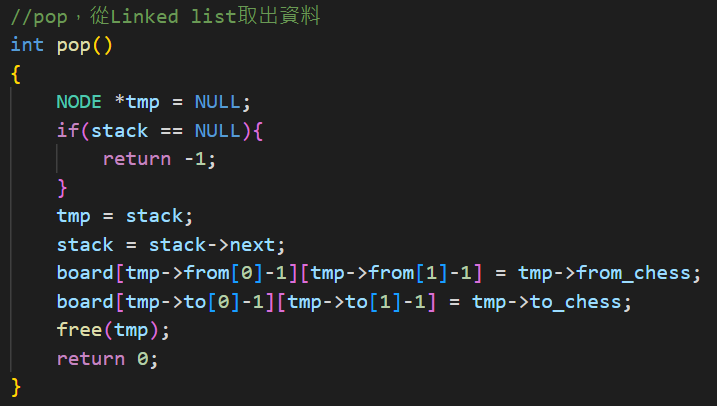 //pop，從Linked list取出資料
int pop()
{
    NODE *tmp = NULL;
    if(stack == NULL){
        return -1;
    }
    tmp = stack;
    stack = stack->next;
    board[tmp->from[0]-1][tmp->from[1]-1] = tmp->from_chess;
    board[tmp->to[0]-1][tmp->to[1]-1] = tmp->to_chess;
    free(tmp);
    return 0;
}